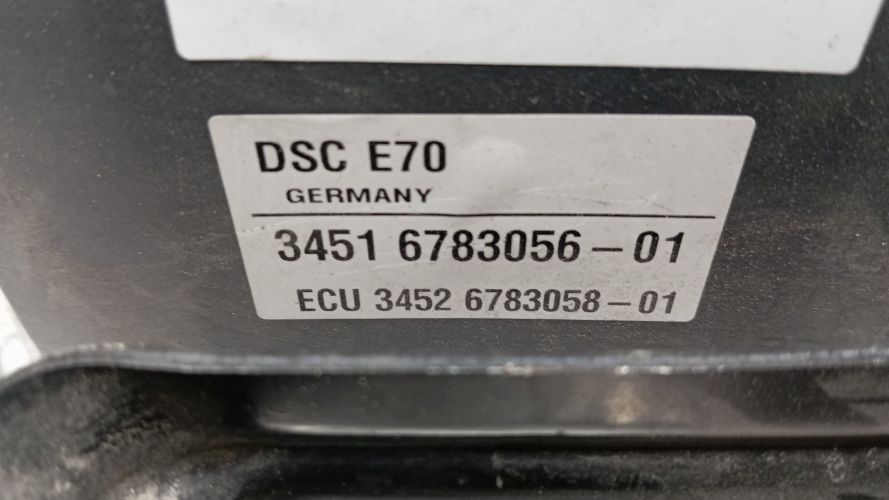 DSC E70
GERMANY
3451 6783056-01
ECU 3452 6783058-01